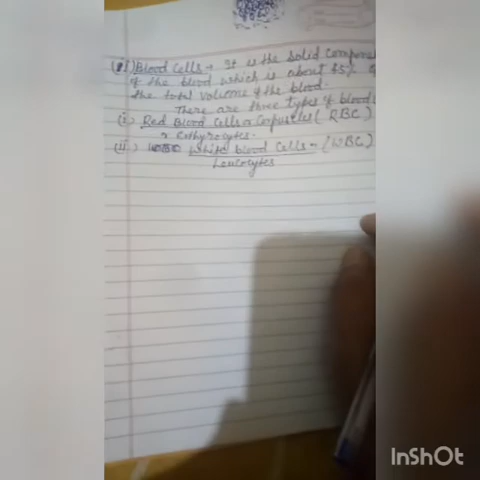 Blood Cells → It is the solid
of the blood which is about 45%
the total volume of the blood.
There are three types of blood
(i) Red Blood Cells or Corpuscles (RBC)
or Erthyrocytes.
(ii) White blood Cells → (WBC)
Leucocytes
InShOt